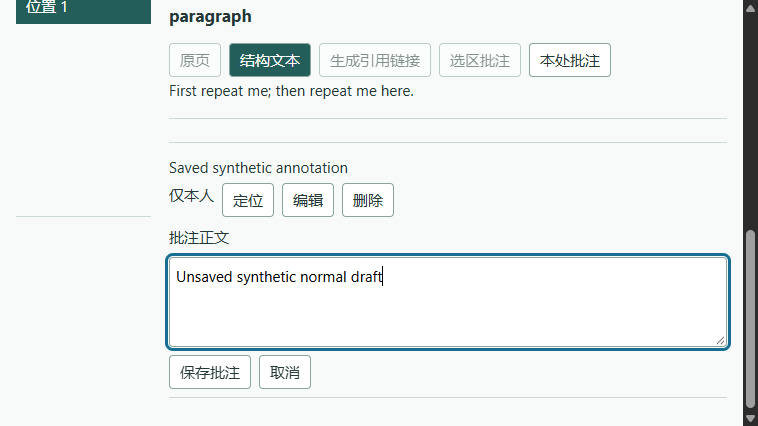 位置 1
paragraph
原页 结构文本 生成引用链接 选区批注 本处批注
First repeat me; then repeat me here.
Saved synthetic annotation
仅本人 定位 编辑 删除
批注正文
Unsaved synthetic normal draft
保存批注 取消